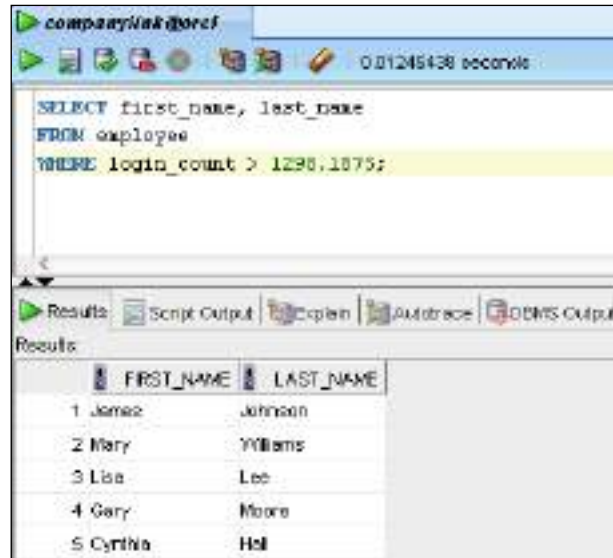 companylink@orcl
0.01245438 seconds
SELECT first_name, last_name
FROM employee
WHERE login_count > 1298.1875;
Results Script Output Explain Autotrace DBMS Output
Results:
FIRST_NAME LAST_NAME
1 James Johnson
2 Mary Williams
3 Lisa Lee
4 Gary Moore
5 Cynthia Hall